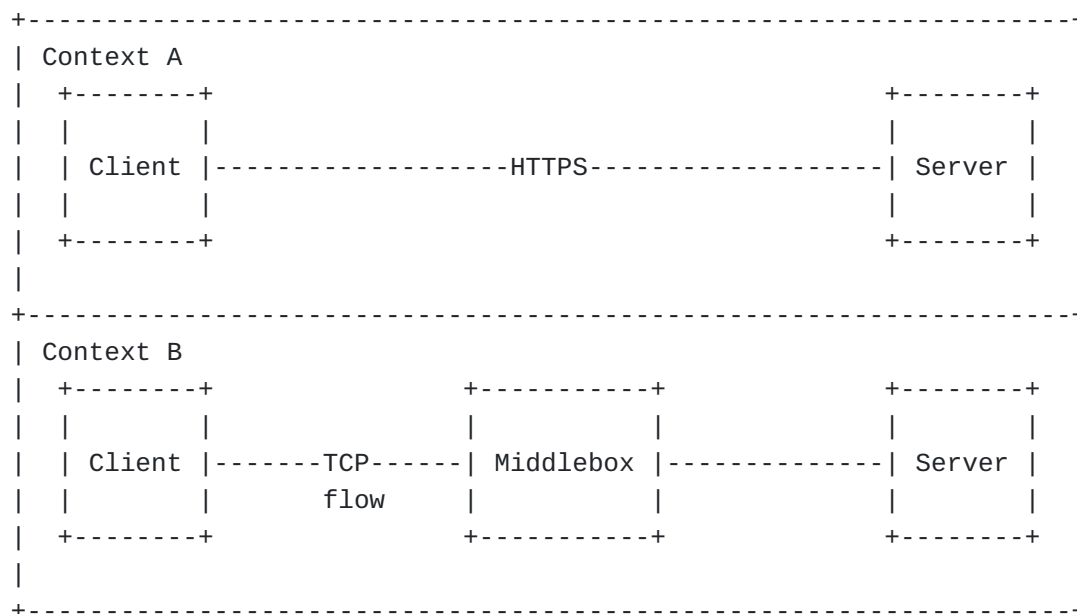 Context A
Client HTTPS Server
Context B
Client TCP Middlebox Server
flow